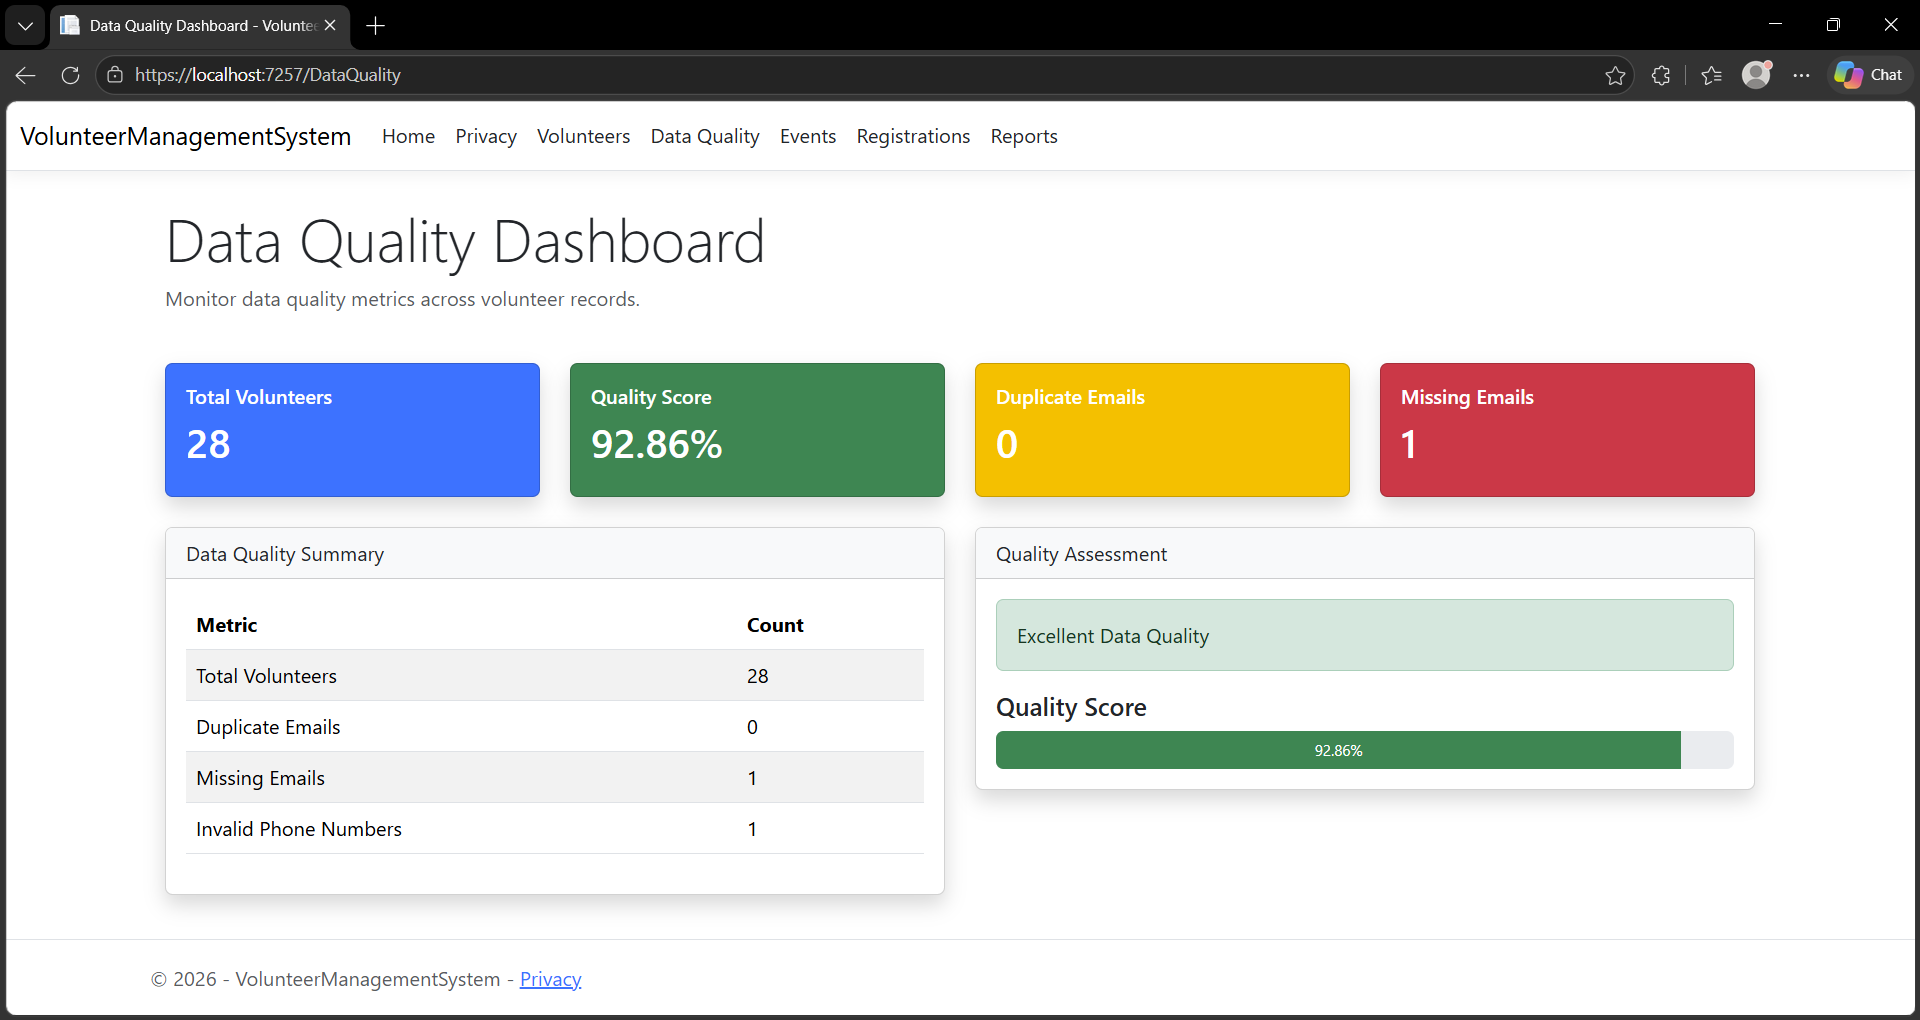 Data Quality Dashboard - Volunte
https://localhost:7257/DataQuality
Chat
VolunteerManagementSystem Home Privacy Volunteers Data Quality Events Registrations Reports
Data Quality Dashboard
Monitor data quality metrics across volunteer records.
Total Volunteers
28
Quality Score
92.86%
Duplicate Emails
0
Missing Emails
1
Data Quality Summary
Metric Count
Total Volunteers 28
Duplicate Emails 0
Missing Emails 1
Invalid Phone Numbers 1
Quality Assessment
Excellent Data Quality
Quality Score
92.86%
© 2026 - VolunteerManagementSystem - Privacy